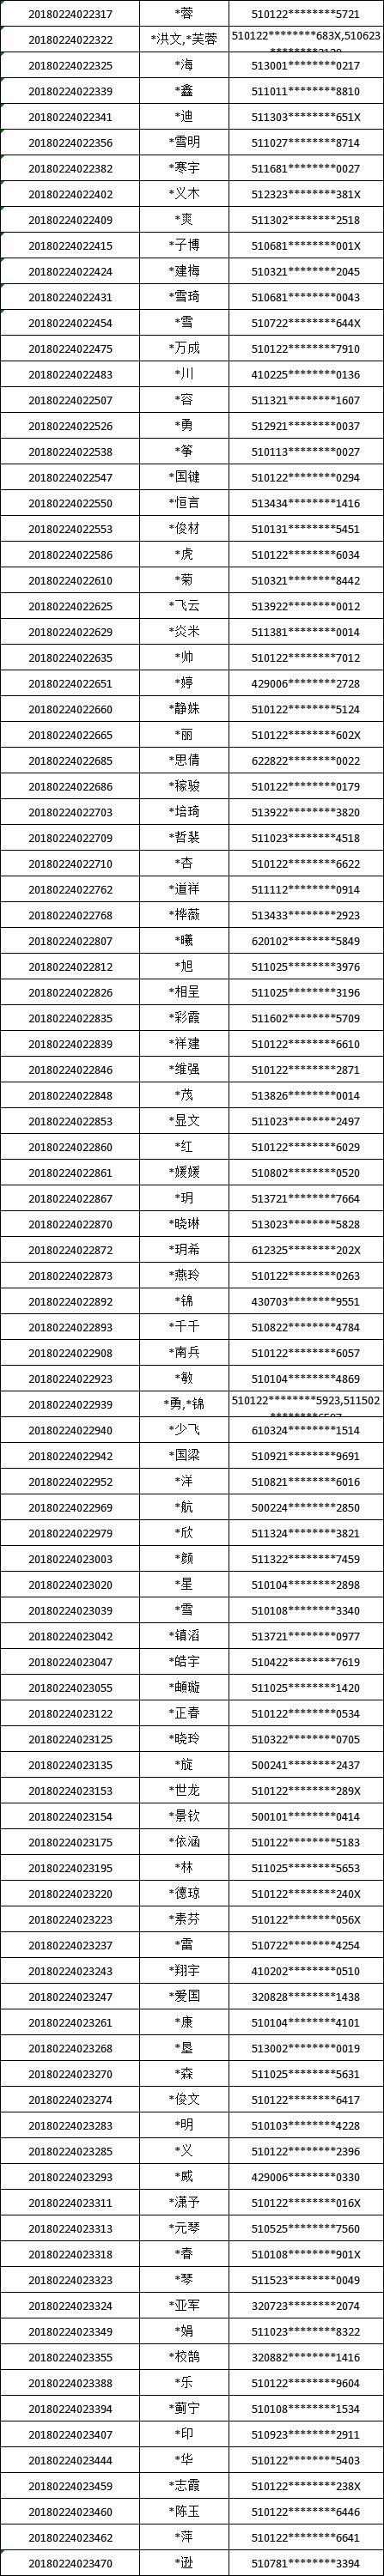 20180224022317 *蓉 510122********5721
20180224022322 *洪文,*芙蓉 510122********683X,510623
20180224022325 *海 513001********0217
20180224022339 *鑫 511011********8810
20180224022341 *迪 511303********651X
20180224022356 *雪明 511027********8714
20180224022382 *寒宇 511681********0027
20180224022402 *义木 512323********381X
20180224022409 *爽 511302********2518
20180224022415 *子博 510681********001X
20180224022424 *建梅 510321********2045
20180224022431 *雪琦 510681********0043
20180224022454 *雪 510722********644X
20180224022475 *万成 510122********7910
20180224022483 *川 410225********0136
20180224022507 *容 511321********1607
20180224022526 *勇 512921********0037
20180224022538 *筝 510113********0027
20180224022547 *国键 510122********0294
20180224022550 *恒言 513434********1416
20180224022553 *俊材 510131********5451
20180224022586 *虎 510122********6034
20180224022610 *菊 510321********8442
20180224022625 *飞云 513922********0012
20180224022629 *炎米 511381********0014
20180224022635 *帅 510122********7012
20180224022651 *婷 429006********2728
20180224022660 *静姝 510122********5124
20180224022665 *丽 510122********602X
20180224022685 *思倩 622822********0022
20180224022686 *稼骏 510122********0179
20180224022703 *培琦 513922********3820
20180224022709 *哲裴 511023********4518
20180224022710 *杏 510122********6622
20180224022762 *道祥 511112********0914
20180224022768 *桦薇 513433********2923
20180224022807 *曦 620102********5849
20180224022812 *旭 511025********3976
20180224022826 *相呈 511025********3196
20180224022835 *彩霞 511602********5709
20180224022839 *祥建 510122********6610
20180224022846 *维强 510122********2871
20180224022848 *茂 513826********0014
20180224022853 *显文 511023********2497
20180224022860 *红 510122********6029
20180224022861 *媛媛 510802********0520
20180224022867 *玥 513721********7664
20180224022870 *晓琳 513023********5828
20180224022872 *玥希 612325********202X
20180224022873 *燕玲 510122********0263
20180224022892 *锦 430703********9551
20180224022893 *千千 510822********4784
20180224022908 *南兵 510122********6057
20180224022923 *敏 510104********4869
20180224022939 *勇,*锦 510122********5923,511502
20180224022940 *少飞 610324********1514
20180224022942 *国梁 510921********9691
20180224022952 *洋 510821********6016
20180224022969 *航 500224********2850
20180224022979 *欣 511324********3821
20180224023003 *颜 511322********7459
20180224023020 *星 510104********2898
20180224023039 *雪 510108********3340
20180224023042 *镇滔 513721********0977
20180224023047 *皓宇 510422********7619
20180224023055 *璇 511025********1420
20180224023122 *正春 510122********0534
20180224023125 *晓玲 510322********0705
20180224023135 *旋 500241********2437
20180224023153 *世龙 510122********289X
20180224023154 *景钦 500101********0414
20180224023175 *依涵 510122********5183
20180224023195 *林 511025********5653
20180224023220 *德琼 510122********240X
20180224023223 *素芬 510122********056X
20180224023237 *雷 510722********4254
20180224023243 *翔宇 410202********0510
20180224023247 *爱国 320828********1438
20180224023261 *康 510104********4101
20180224023268 *垦 513002********0019
20180224023270 *森 511025********5631
20180224023274 *俊文 510122********6417
20180224023283 *明 510103********4228
20180224023285 *义 510122********2396
20180224023293 *威 429006********0330
20180224023311 *潇予 510122********016X
20180224023313 *元琴 510525********7560
20180224023318 *春 510108********901X
20180224023323 *琴 511523********0049
20180224023324 *亚军 320723********2074
20180224023349 *娟 511023********8322
20180224023355 *校鹄 320882********1416
20180224023388 *乐 510122********9604
20180224023394 *蓟宁 510108********1534
20180224023407 *印 510923********2911
20180224023444 *华 510122********5403
20180224023459 *志霞 510122********238X
20180224023460 *陈玉 510122********6446
20180224023462 *萍 510122********6641
20180224023470 *逊 510781********3394